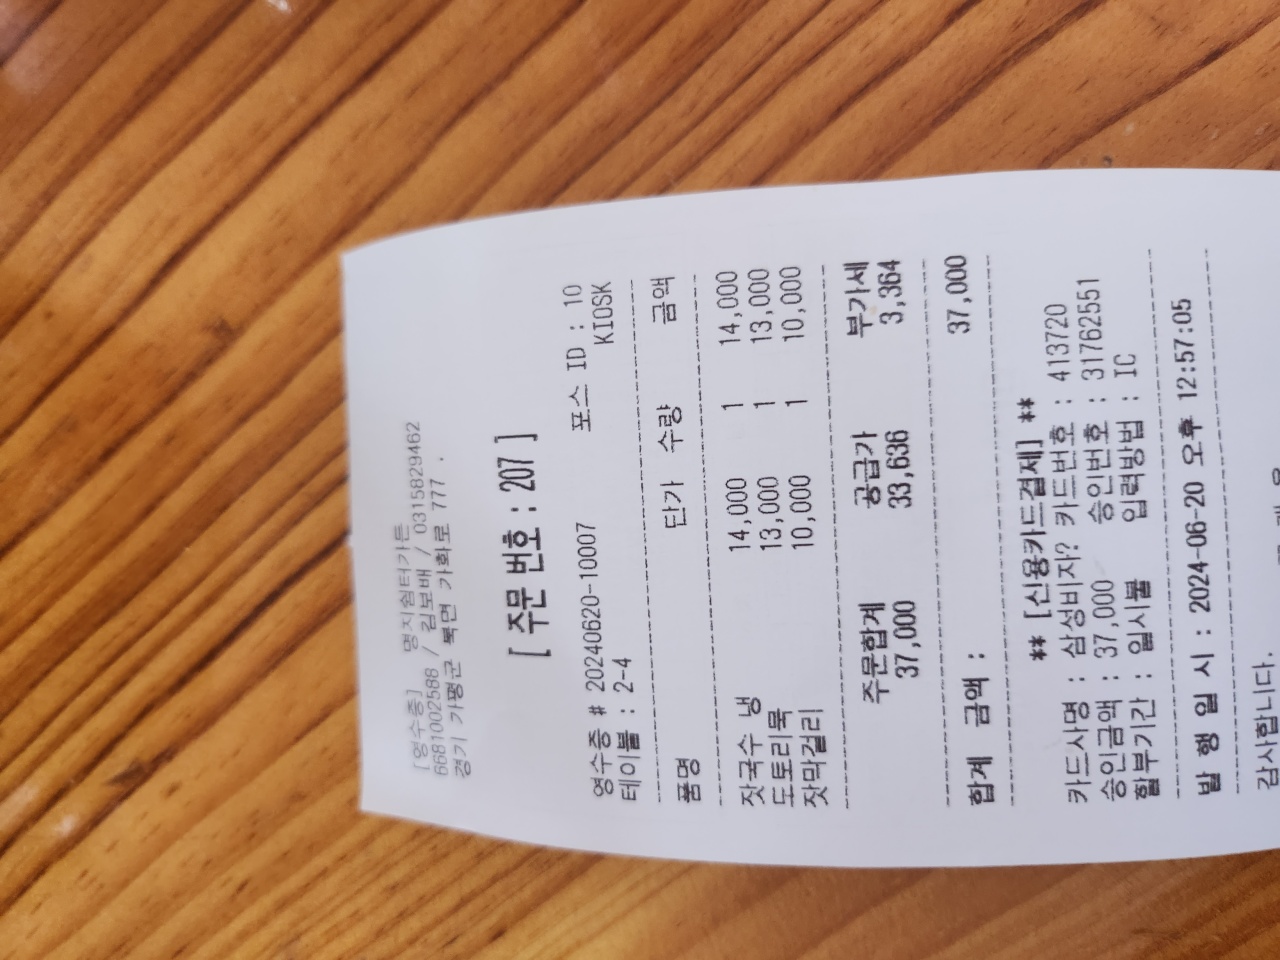 [영수증] 명지쉼터가든
6681002588 / 김보배 / 0315829462
경기 가평군 북면 가화로 777 .
[ 주문 번호 : 207 ]
영수증 # 20240620-10007 포스 ID : 10
테이블 : 2-4 KIOSK
품명 단가 수량 금액
잣국수 냉 14,000 1 14,000
도토리묵 13,000 1 13,000
잣막걸리 10,000 1 10,000
주문합계 공급가 부가세
37,000 33,636 3,364
합계 금액 : 37,000
** [신용카드결제] **
카드사명 : 삼성비자? 카드번호 : 413720
승인금액 : 37,000 승인번호 : 31762551
할부기간 : 일시불 입력방법 : IC
발 행 일 시 : 2024-06-20 오후 12:57:05
감사합니다.